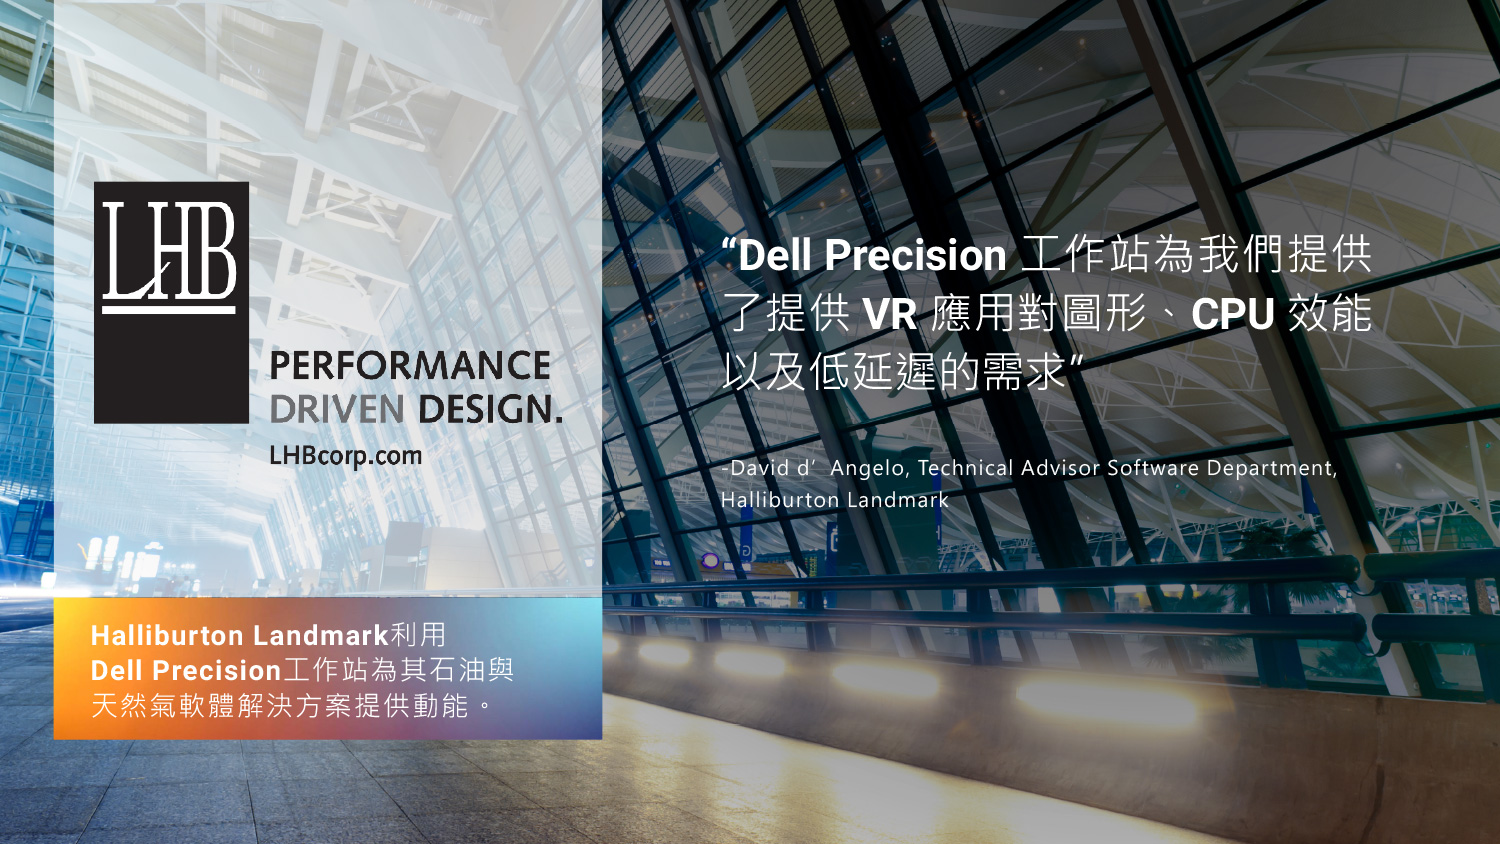 LHB
PERFORMANCE
DRIVEN DESIGN.
LHBcorp.com
Halliburton Landmark利用
Dell Precision工作站為其石油與
天然氣軟體解決方案提供動能。
“Dell Precision 工作站為我們提供
了提供 VR 應用對圖形、CPU 效能
以及低延遲的需求”
-David d’ Angelo, Technical Advisor Software Department,
Halliburton Landmark